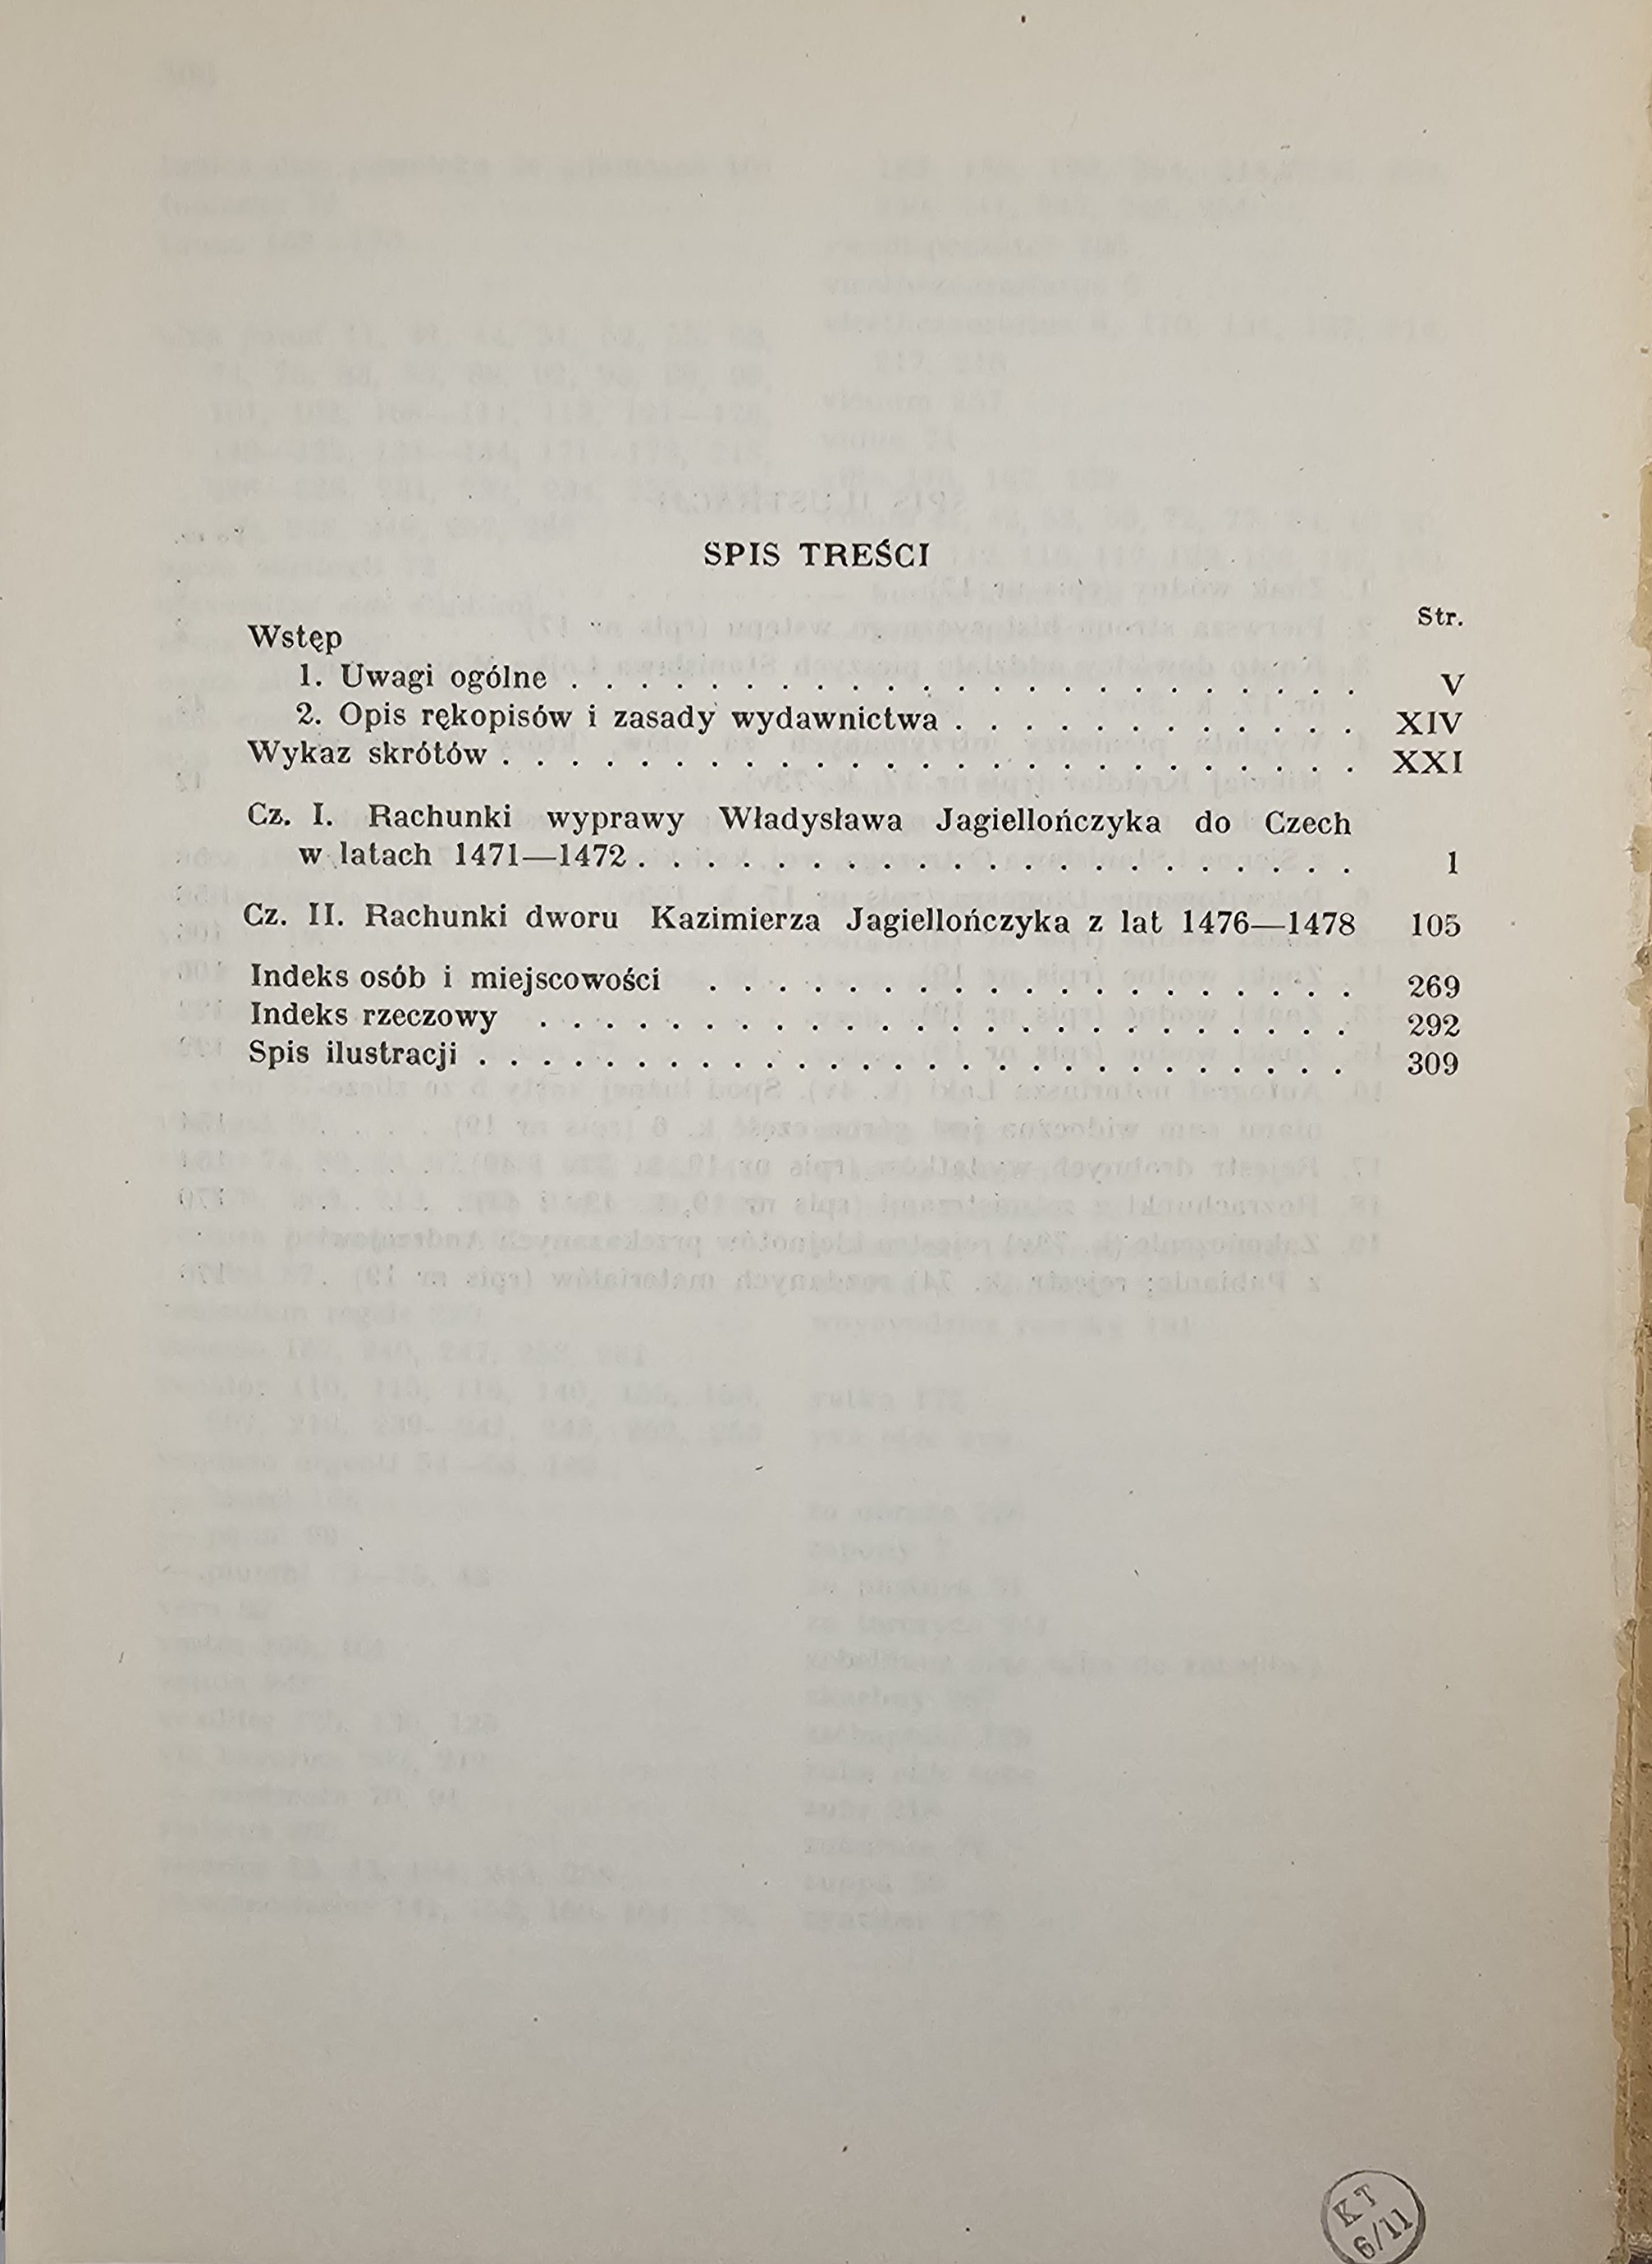 SPIS TREŚCI
Str.
Wstęp
1. Uwagi ogólne . . . . . . . . . . . . . . . . . . . . . . . V
2. Opis rękopisów i zasady wydawnictwa . . . . . . . . . . . . XIV
Wykaz skrótów . . . . . . . . . . . . . . . . . . . . . . . . . XXI
Cz. I. Rachunki wyprawy Władysława Jagiellończyka do Czech
w latach 1471—1472 . . . . . . . . . . . . . . . . . . . . . 1
Cz. II. Rachunki dworu Kazimierza Jagiellończyka z lat 1476—1478 105
Indeks osób i miejscowości . . . . . . . . . . . . . . . . . . . 269
Indeks rzeczowy . . . . . . . . . . . . . . . . . . . . . . . . 292
Spis ilustracji . . . . . . . . . . . . . . . . . . . . . . . . . 309
KT
6/11